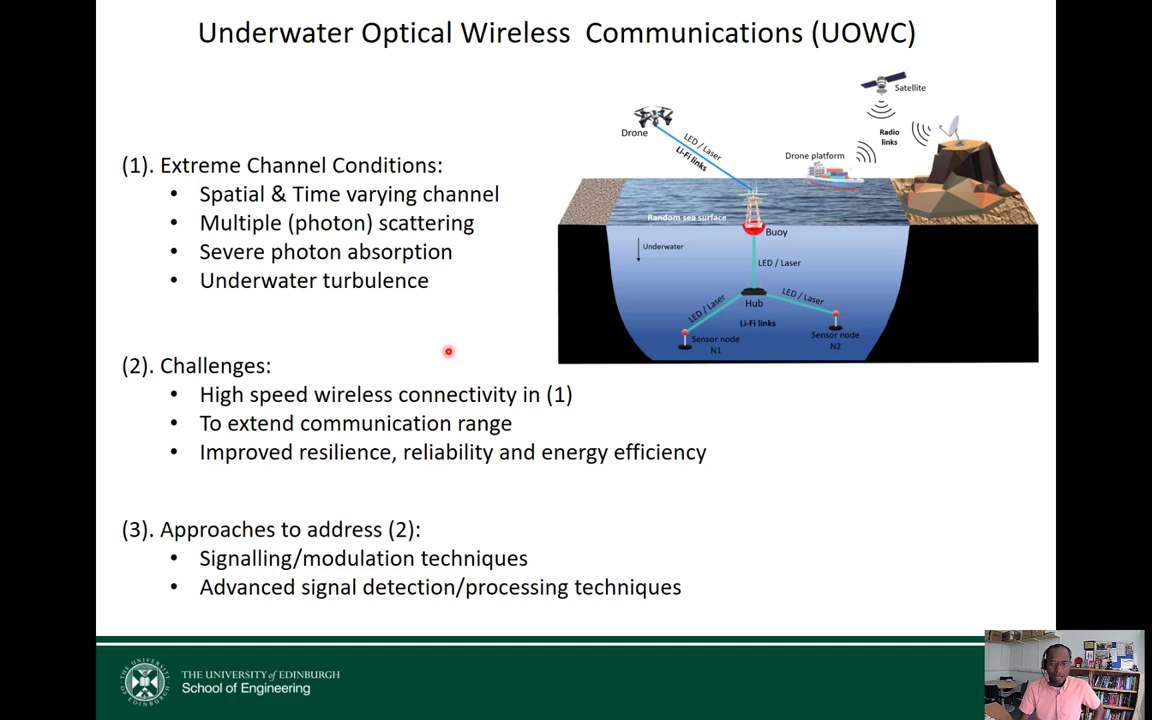 Underwater Optical Wireless  Communications (UOWC)
(1). Extreme Channel Conditions:
• Spatial & Time varying channel
• Multiple (photon) scattering
• Severe photon absorption
• Underwater turbulence
Satellite
Drone
LED / Laser
Li-Fi links
Radio
links
Drone platform
Random sea surface
Buoy
Underwater
LED / Laser
LED / Laser
LED / Laser
Hub
Li-Fi links
Sensor node
N1
Sensor node
N2
(2). Challenges:
• High speed wireless connectivity in (1)
• To extend communication range
• Improved resilience, reliability and energy efficiency
(3). Approaches to address (2):
• Signalling/modulation techniques
• Advanced signal detection/processing techniques
THE UNIVERSITY of EDINBURGH
School of Engineering